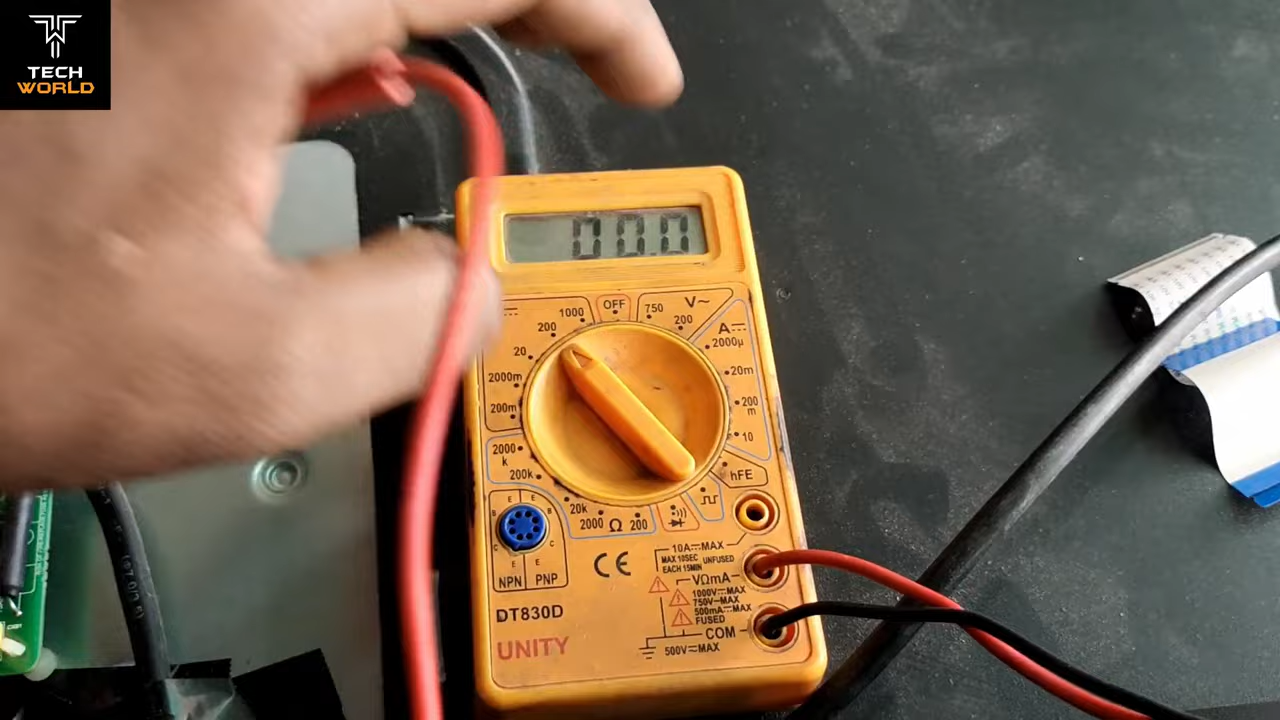 TECH
WORLD
00.0
OFF
750
V~
200
1000
200
20
2000m
200m
A
2000µ
20m
200
m
10
hFE
2000
k
200k
20k
2000
Ω
200
E
E
B
B
C
C
E
E
NPN
PNP
CE
10A⎓MAX
MAX 10SEC UNFUSED
EACH 15MIN
VΩmA
1000V⎓MAX
750V~MAX
500mA⎓MAX
FUSED
COM
500V≂MAX
DT830D
UNITY